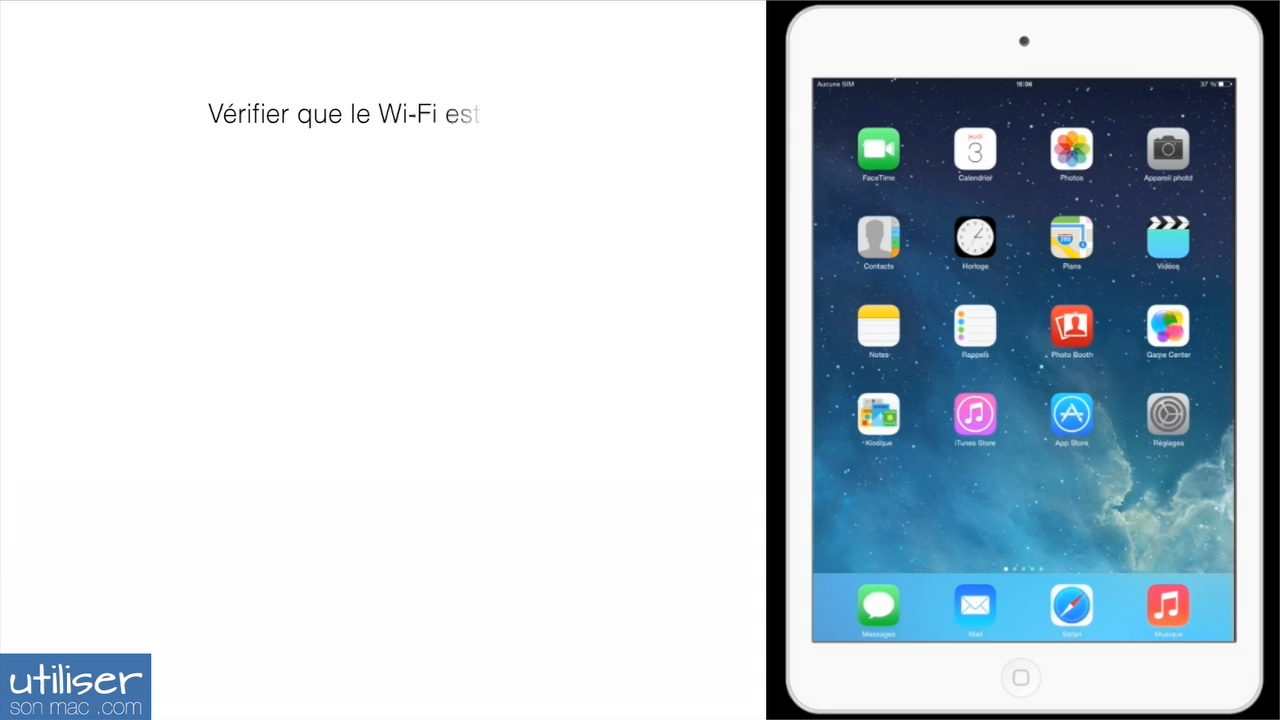 Vérifier que le Wi-Fi est
Aucune SIM
37 %
jeudi
3
FaceTime
Calendrier
Photos
Appareil photo
280
Contacts
Horloge
Plans
Vidéos
Notes
Rappels
Photo Booth
Game Center
Kiosque
iTunes Store
App Store
Réglages
Messages
Mail
Safari
Musique
utiliser
son mac .com